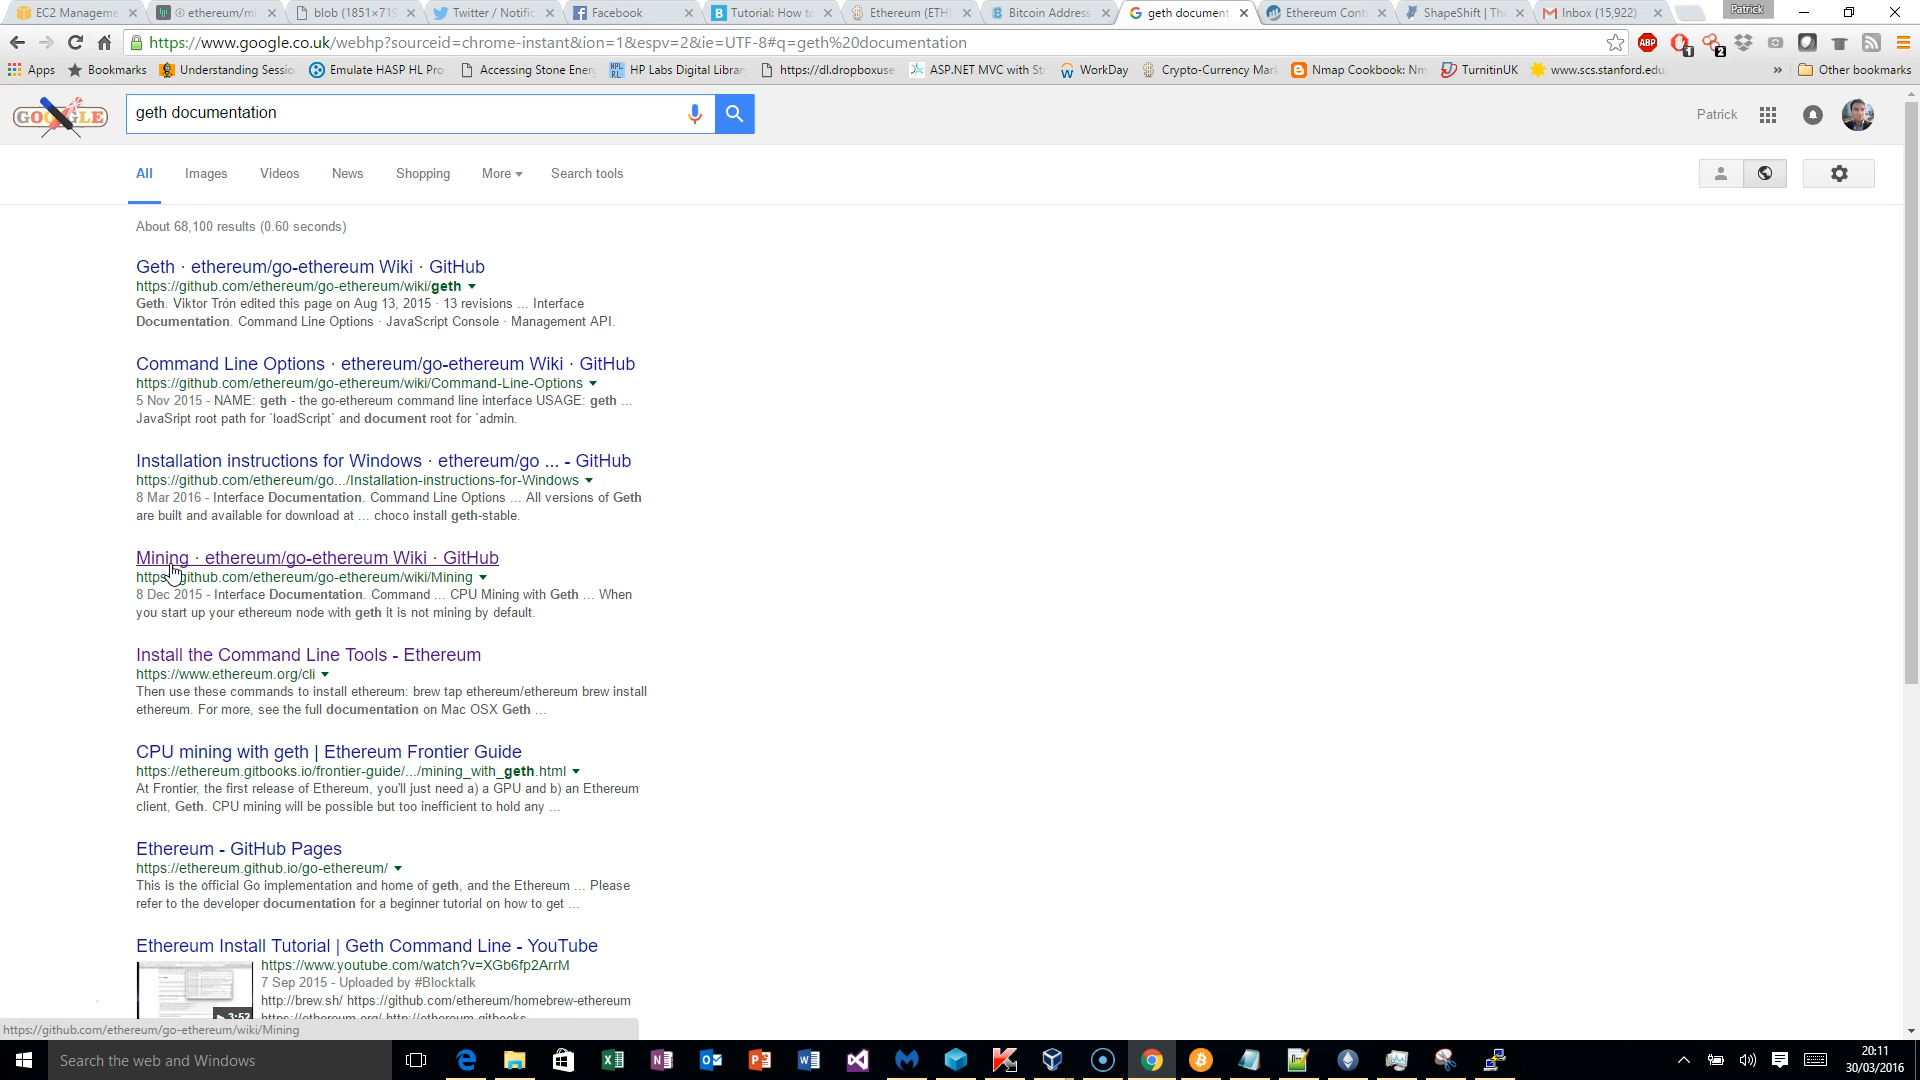 EC2 Manageme
ethereum/mi
blob (1851×719
Twitter / Notific
Facebook
Tutorial: How to
Ethereum (ETH)
Bitcoin Address
geth document
Ethereum Cont
ShapeShift | Th
Inbox (15,922)
Patrick
https://www.google.co.uk/webhp?sourceid=chrome-instant&ion=1&espv=2&ie=UTF-8#q=geth%20documentation
ABP
1
2
Apps
Bookmarks
Understanding Sessio
Emulate HASP HL Pro
Accessing Stone Ener
HP Labs Digital Librar
https://dl.dropboxuse
ASP.NET MVC with St
WorkDay
Crypto-Currency Mark
Nmap Cookbook: Nm
TurnitinUK
www.scs.stanford.edu
»
Other bookmarks
geth documentation
Patrick
All
Images
Videos
News
Shopping
More
Search tools
About 68,100 results (0.60 seconds)
Geth · ethereum/go-ethereum Wiki · GitHub
https://github.com/ethereum/go-ethereum/wiki/geth
Geth. Viktor Trón edited this page on Aug 13, 2015 · 13 revisions ... Interface
Documentation. Command Line Options · JavaScript Console · Management API.
Command Line Options · ethereum/go-ethereum Wiki · GitHub
https://github.com/ethereum/go-ethereum/wiki/Command-Line-Options
5 Nov 2015 - NAME: geth - the go-ethereum command line interface USAGE: geth ...
JavaSript root path for `loadScript` and document root for `admin.
Installation instructions for Windows · ethereum/go ... - GitHub
https://github.com/ethereum/go.../Installation-instructions-for-Windows
8 Mar 2016 - Interface Documentation. Command Line Options ... All versions of Geth
are built and available for download at ... choco install geth-stable.
Mining · ethereum/go-ethereum Wiki · GitHub
https://github.com/ethereum/go-ethereum/wiki/Mining
8 Dec 2015 - Interface Documentation. Command ... CPU Mining with Geth ... When
you start up your ethereum node with geth it is not mining by default.
Install the Command Line Tools - Ethereum
https://www.ethereum.org/cli
Then use these commands to install ethereum: brew tap ethereum/ethereum brew install
ethereum. For more, see the full documentation on Mac OSX Geth ...
CPU mining with geth | Ethereum Frontier Guide
https://ethereum.gitbooks.io/frontier-guide/.../mining_with_geth.html
At Frontier, the first release of Ethereum, you'll just need a) a GPU and b) an Ethereum
client, Geth. CPU mining will be possible but too inefficient to hold any ...
Ethereum - GitHub Pages
https://ethereum.github.io/go-ethereum/
This is the official Go implementation and home of geth, and the Ethereum ... Please
refer to the developer documentation for a beginner tutorial on how to get ...
Ethereum Install Tutorial | Geth Command Line - YouTube
https://www.youtube.com/watch?v=XGb6fp2ArrM
7 Sep 2015 - Uploaded by #Blocktalk
http://brew.sh/ https://github.com/ethereum/homebrew-ethereum
3:52
https://ethereum.org/ http://ethereum.gitbooks
https://github.com/ethereum/go-ethereum/wiki/Mining
Search the web and Windows
20:11
30/03/2016